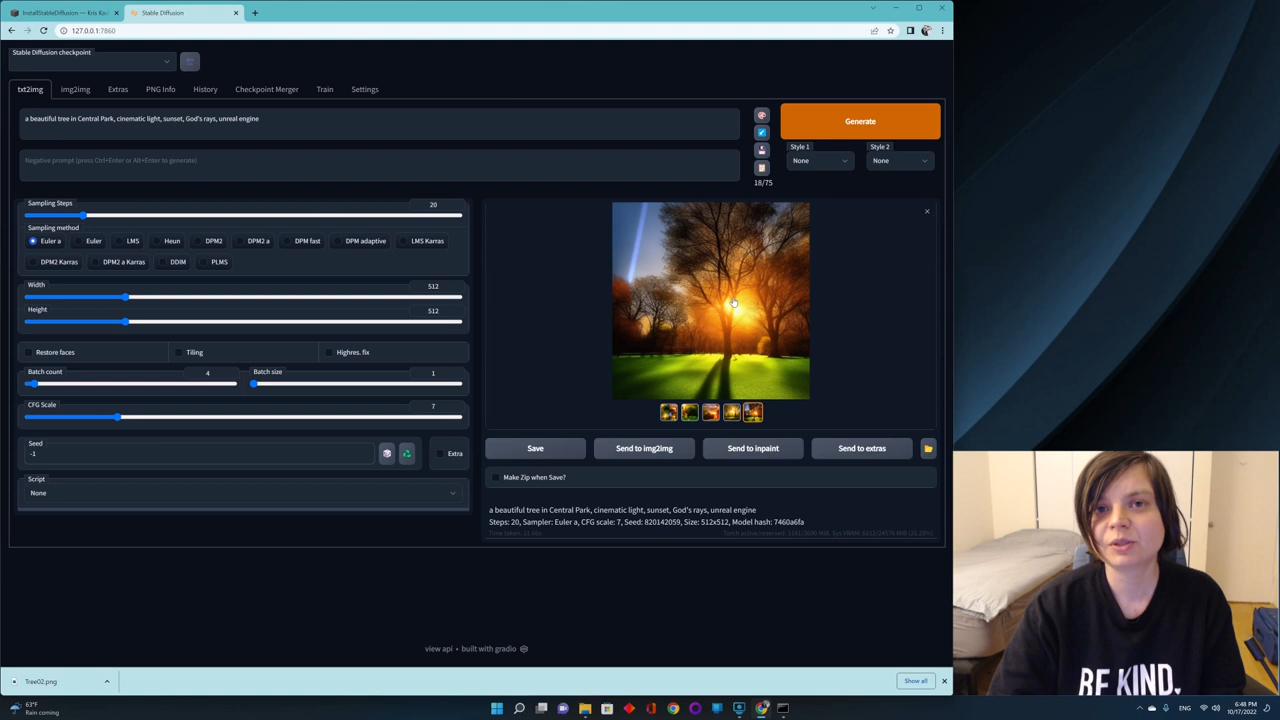 InstallStableDiffusion — Kris Ka
Stable Diffusion
127.0.0.1:7860
Stable Diffusion checkpoint
txt2img
img2img
Extras
PNG Info
History
Checkpoint Merger
Train
Settings
a beautiful tree in Central Park, cinematic light, sunset, God's rays, unreal engine
Negative prompt (press Ctrl+Enter or Alt+Enter to generate)
18/75
Generate
Style 1
Style 2
None
None
Sampling Steps
20
Sampling method
Euler a
Euler
LMS
Heun
DPM2
DPM2 a
DPM fast
DPM adaptive
LMS Karras
DPM2 Karras
DPM2 a Karras
DDIM
PLMS
Width
512
Height
512
Restore faces
Tiling
Highres. fix
Batch count
4
Batch size
1
CFG Scale
7
Seed
-1
Extra
Script
None
Save
Send to img2img
Send to inpaint
Send to extras
Make Zip when Save?
a beautiful tree in Central Park, cinematic light, sunset, God's rays, unreal engine
Steps: 20, Sampler: Euler a, CFG scale: 7, Seed: 820142059, Size: 512x512, Model hash: 7460a6fa
Time taken: 11.66s
Torch active/reserved:
view api • built with gradio
Tree02.png
Show all
63°F
Rain coming
ENG
6:48 PM
10/17/2022
BE KIND.